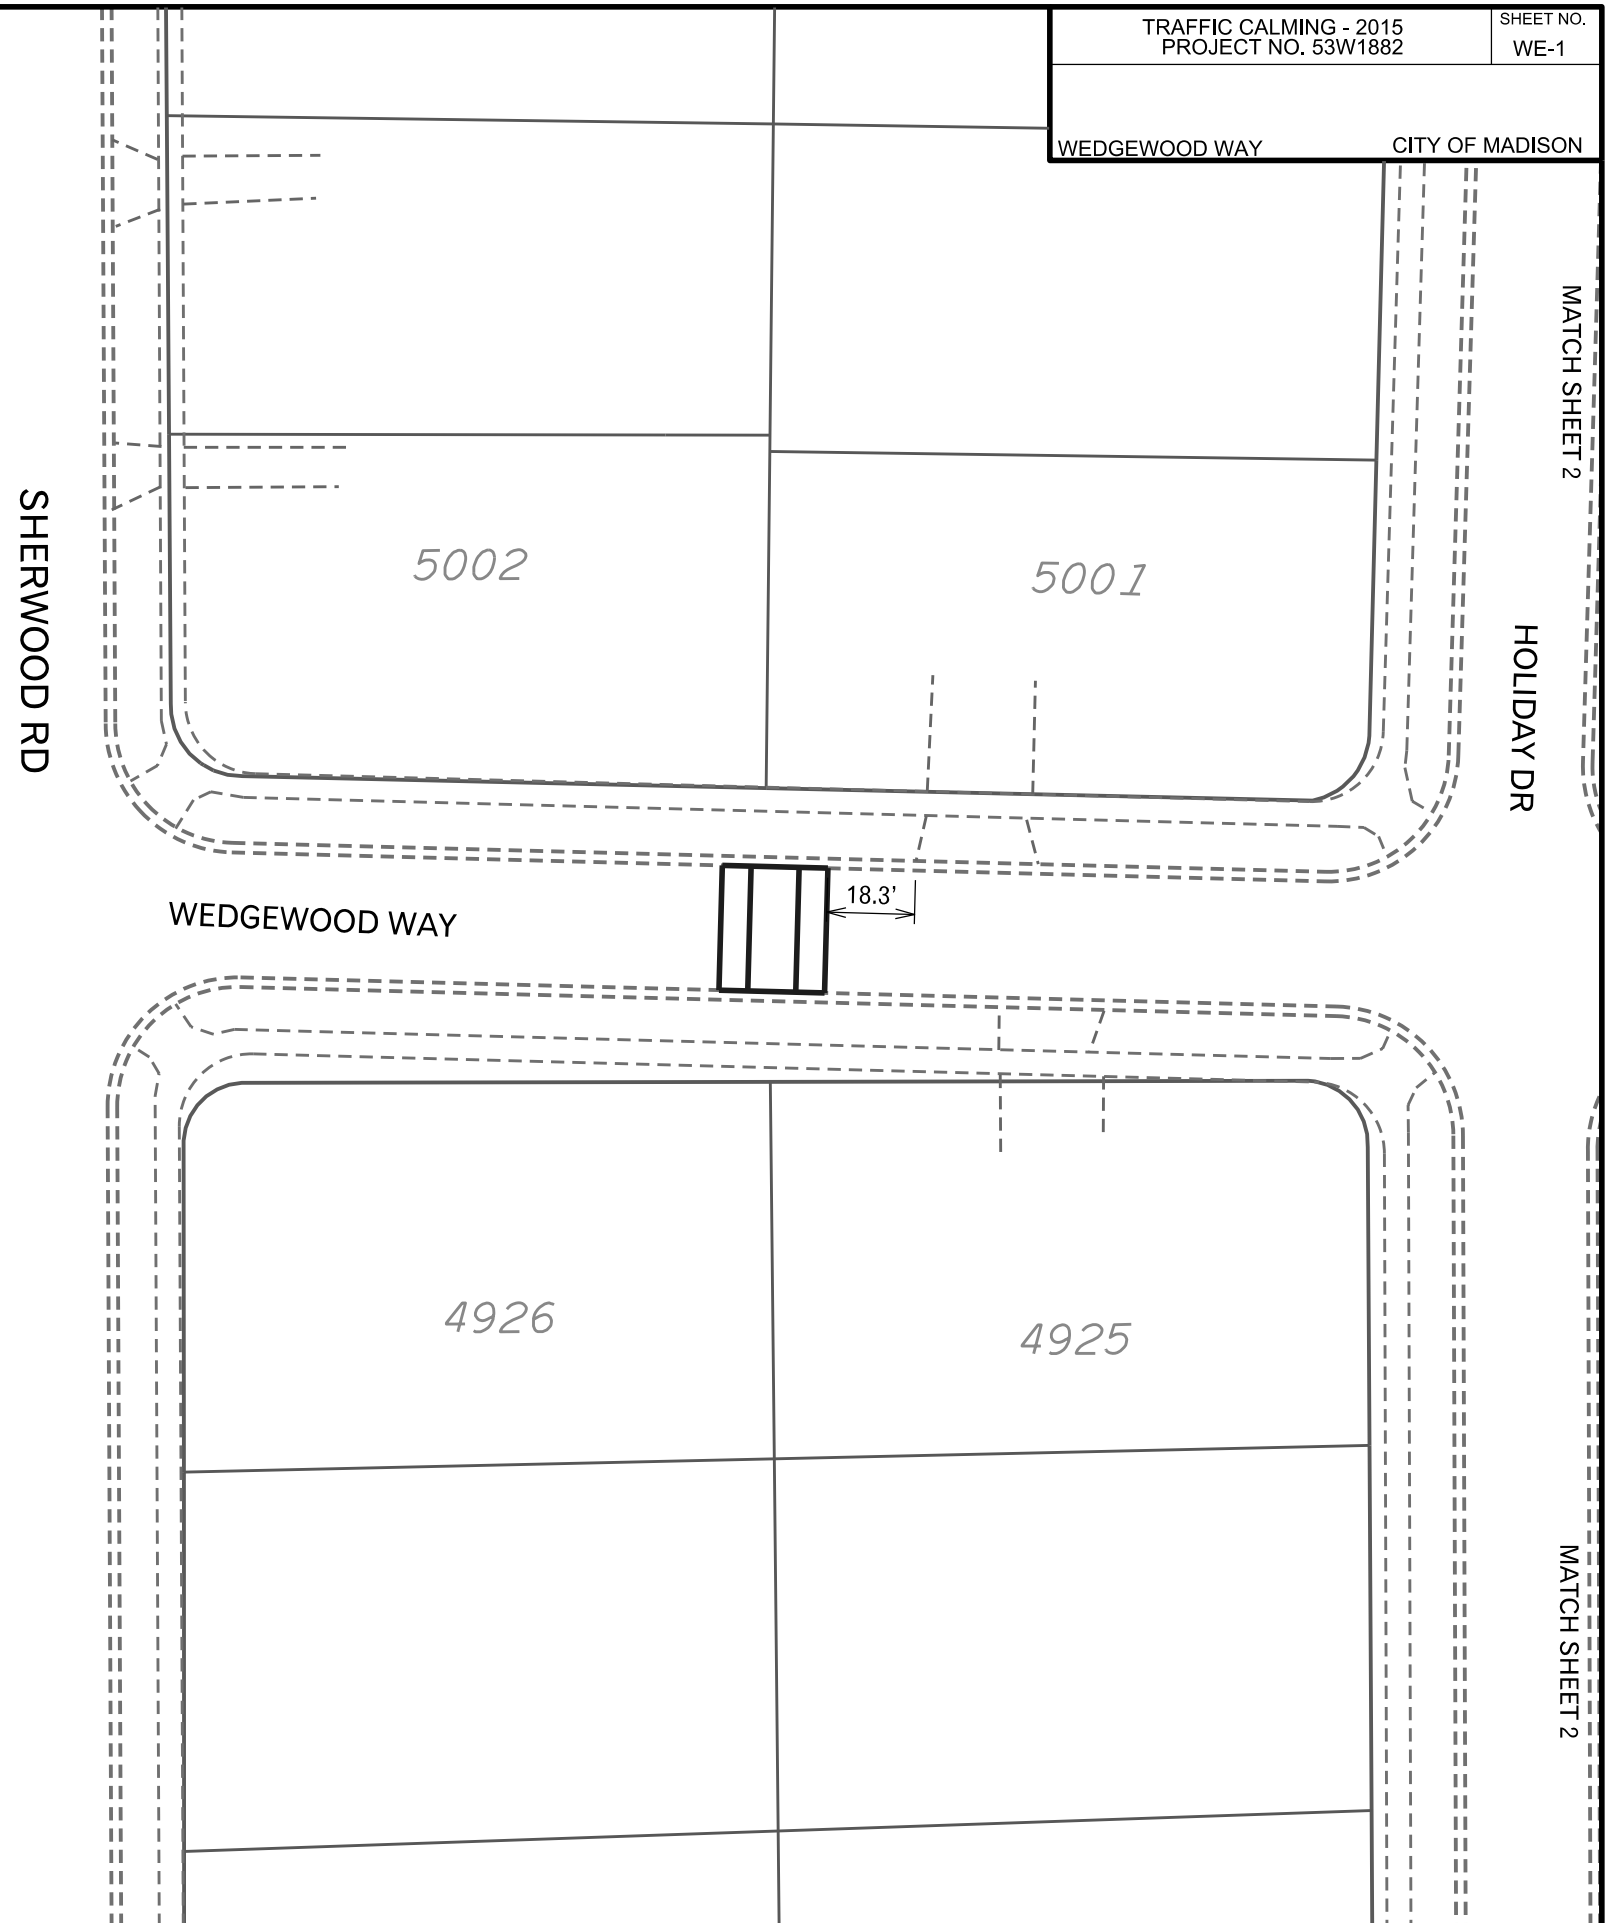 TRAFFIC CALMING - 2015
PROJECT NO. 53W1882
SHEET NO.
WE-1
WEDGEWOOD WAY
CITY OF MADISON
MATCH SHEET 2
SHERWOOD RD
5002
5001
HOLIDAY DR
18.3'
WEDGEWOOD WAY
4926
4925
MATCH SHEET 2